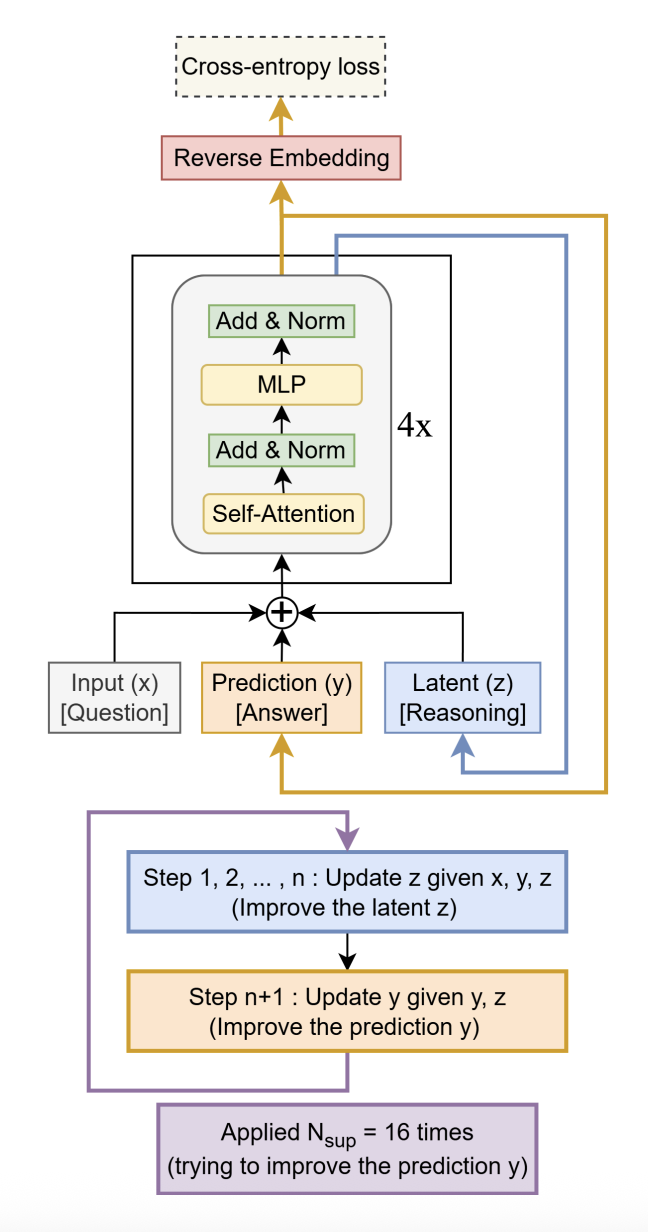 Cross-entropy loss
Reverse Embedding
Add & Norm
MLP
4x
Add & Norm
Self-Attention
Input (x)
[Question]
Prediction (y)
[Answer]
Latent (z)
[Reasoning]
Step 1, 2, ... , n : Update z given x, y, z
(Improve the latent z)
Step n+1 : Update y given y, z
(Improve the prediction y)
Applied Nsup = 16 times
(trying to improve the prediction y)